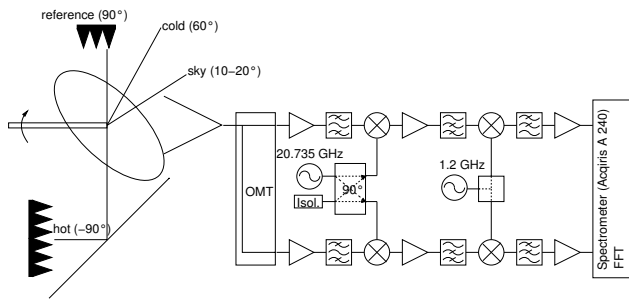 reference (90°)
cold (60°)
sky (10−20°)
hot (−90°)
OMT
20.735 GHz
90°
Isol.
1.2 GHz
Spectrometer (Acqiris A 240)
FFT